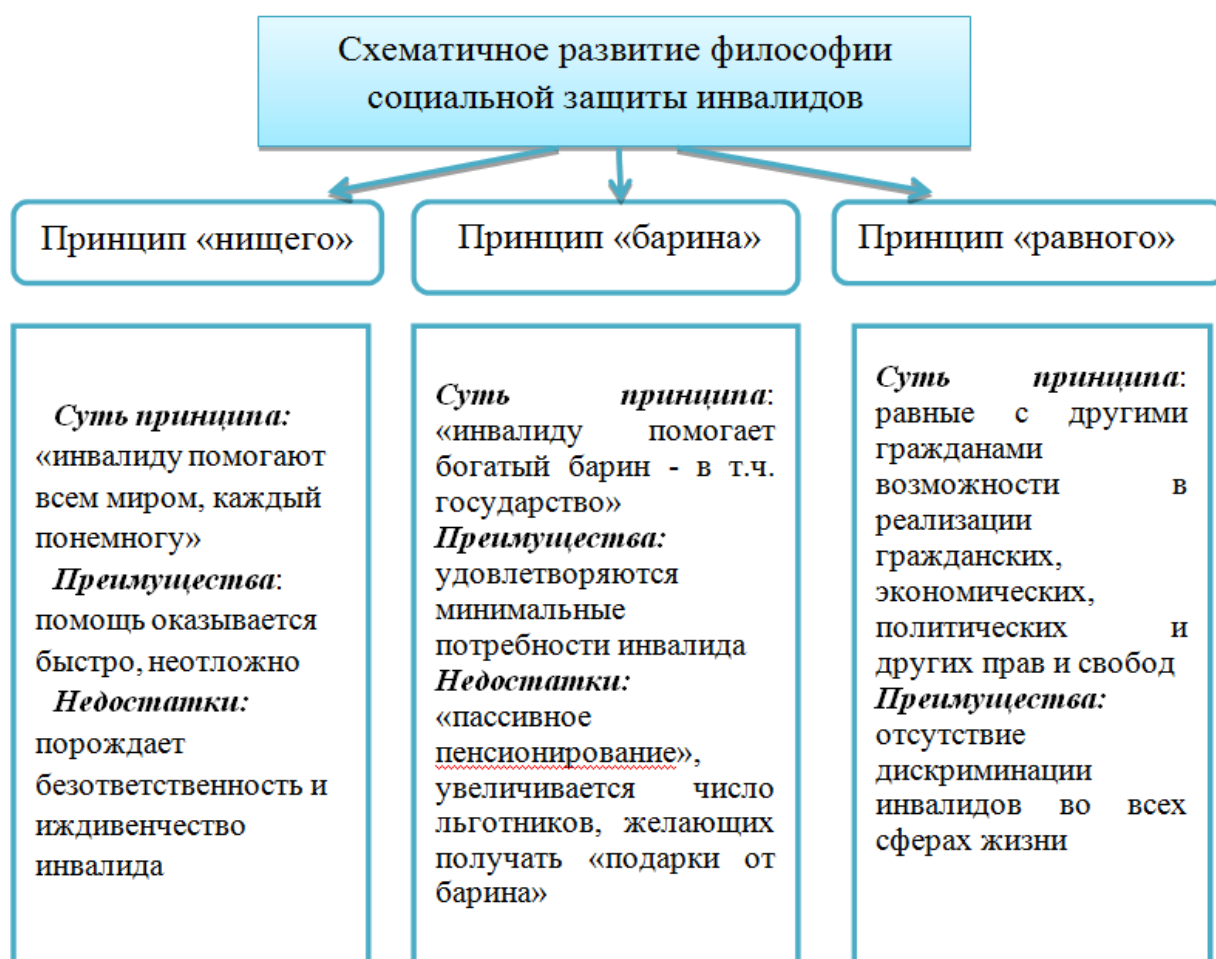 Схематичное развитие философии
социальной защиты инвалидов
Принцип «нищего»
Принцип «барина»
Принцип «равного»
Суть принципа:
«инвалиду помогают
всем миром, каждый
понемногу»
Преимущества:
помощь оказывается
быстро, неотложно
Недостатки:
порождает
безответственность и
иждивенчество
инвалида
Суть принципа:
«инвалиду помогает
богатый барин - в т.ч.
государство»
Преимущества:
удовлетворяются
минимальные
потребности инвалида
Недостатки:
«пассивное
пенсионирование»,
увеличивается число
льготников, желающих
получать «подарки от
барина»
Суть принципа:
равные с другими
гражданами
возможности в
реализации
гражданских,
экономических,
политических и
других прав и свобод
Преимущества:
отсутствие
дискриминации
инвалидов во всех
сферах жизни